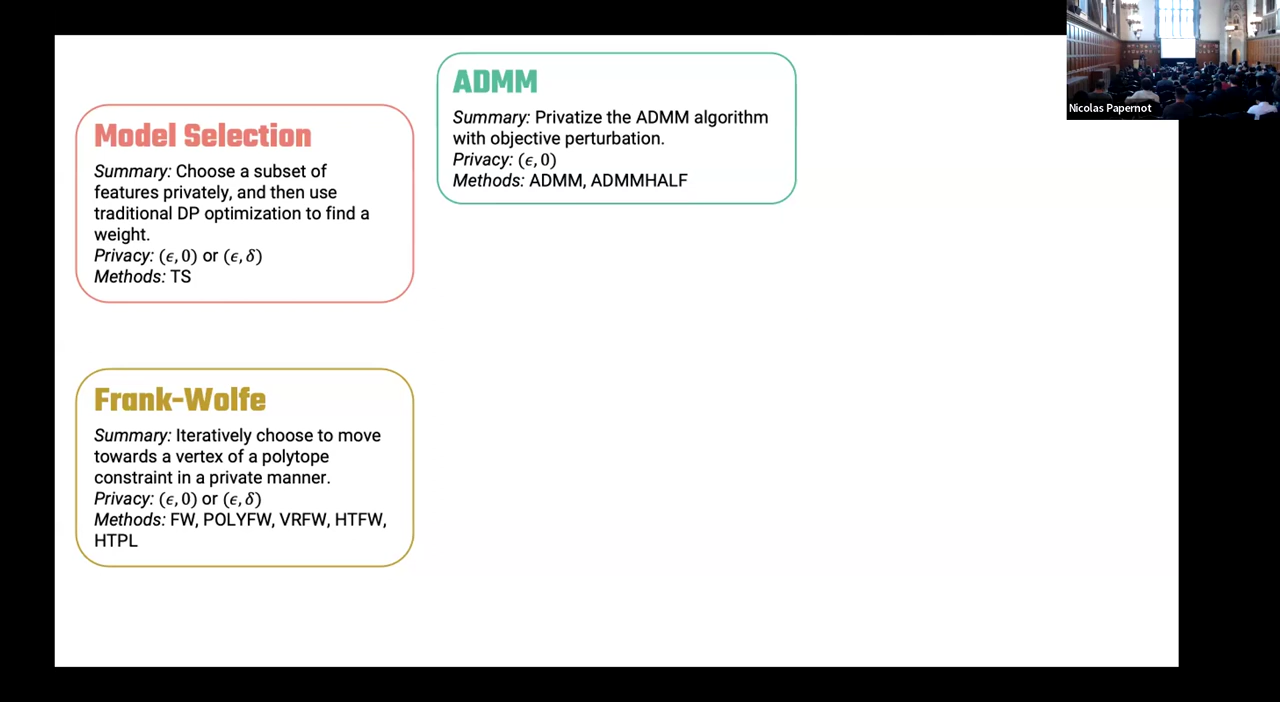 Model Selection
Summary: Choose a subset of
features privately, and then use
traditional DP optimization to find a
weight.
Privacy: (ϵ, 0) or (ϵ, δ)
Methods: TS
ADMM
Summary: Privatize the ADMM algorithm
with objective perturbation.
Privacy: (ϵ, 0)
Methods: ADMM, ADMMHALF
Frank-Wolfe
Summary: Iteratively choose to move
towards a vertex of a polytope
constraint in a private manner.
Privacy: (ϵ, 0) or (ϵ, δ)
Methods: FW, POLYFW, VRFW, HTFW,
HTPL
Nicolas Papernot